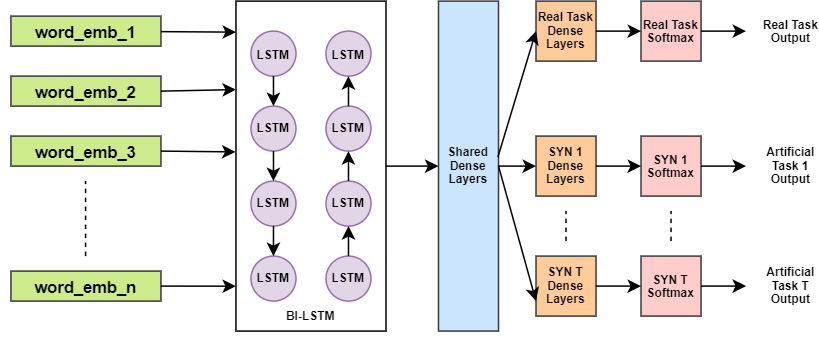 word_emb_1
word_emb_2
word_emb_3
word_emb_n
LSTM
LSTM
LSTM
LSTM
LSTM
LSTM
LSTM
LSTM
BI-LSTM
Shared
Dense
Layers
Real Task
Dense
Layers
Real Task
Softmax
Real Task
Output
SYN 1
Dense
Layers
SYN 1
Softmax
Artificial
Task 1
Output
SYN T
Dense
Layers
SYN T
Softmax
Artificial
Task T
Output